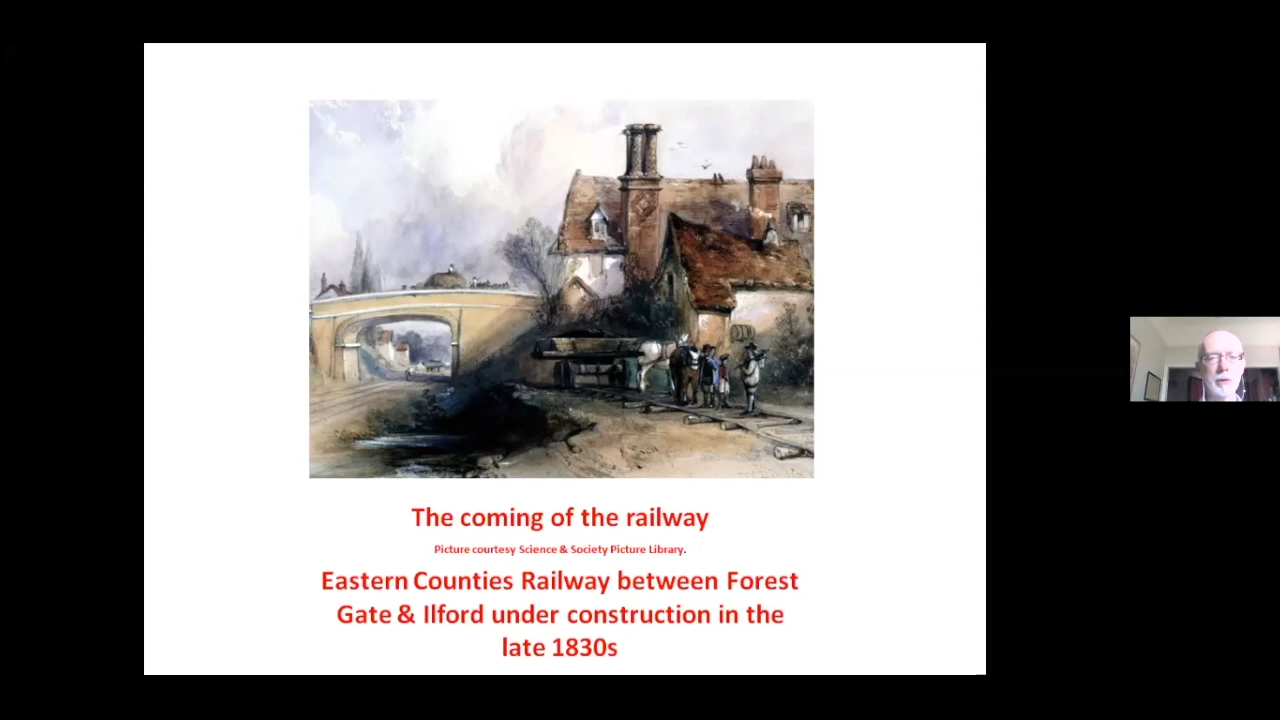 The coming of the railway
Picture courtesy Science & Society Picture Library.
Eastern Counties Railway between Forest
Gate & Ilford under construction in the
late 1830s